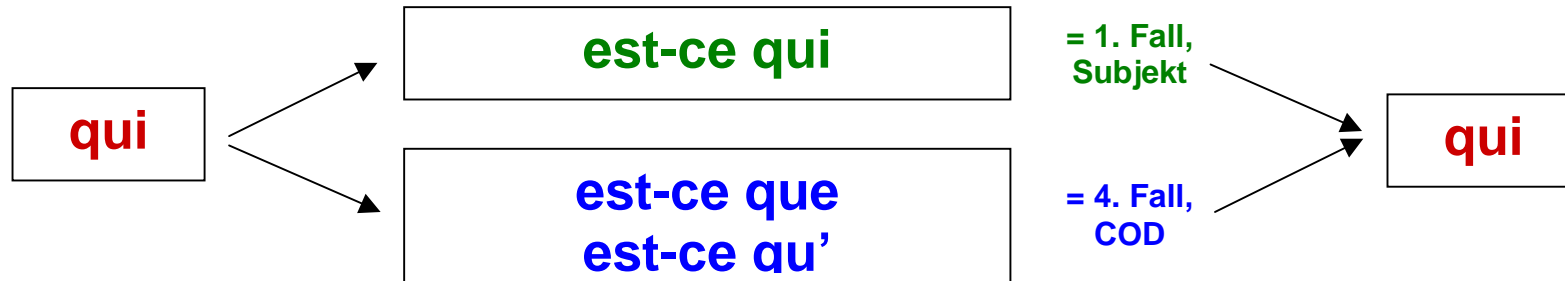 qui
est-ce qui
= 1. Fall,
Subjekt
est-ce que
est-ce qu’
= 4. Fall,
COD
qui